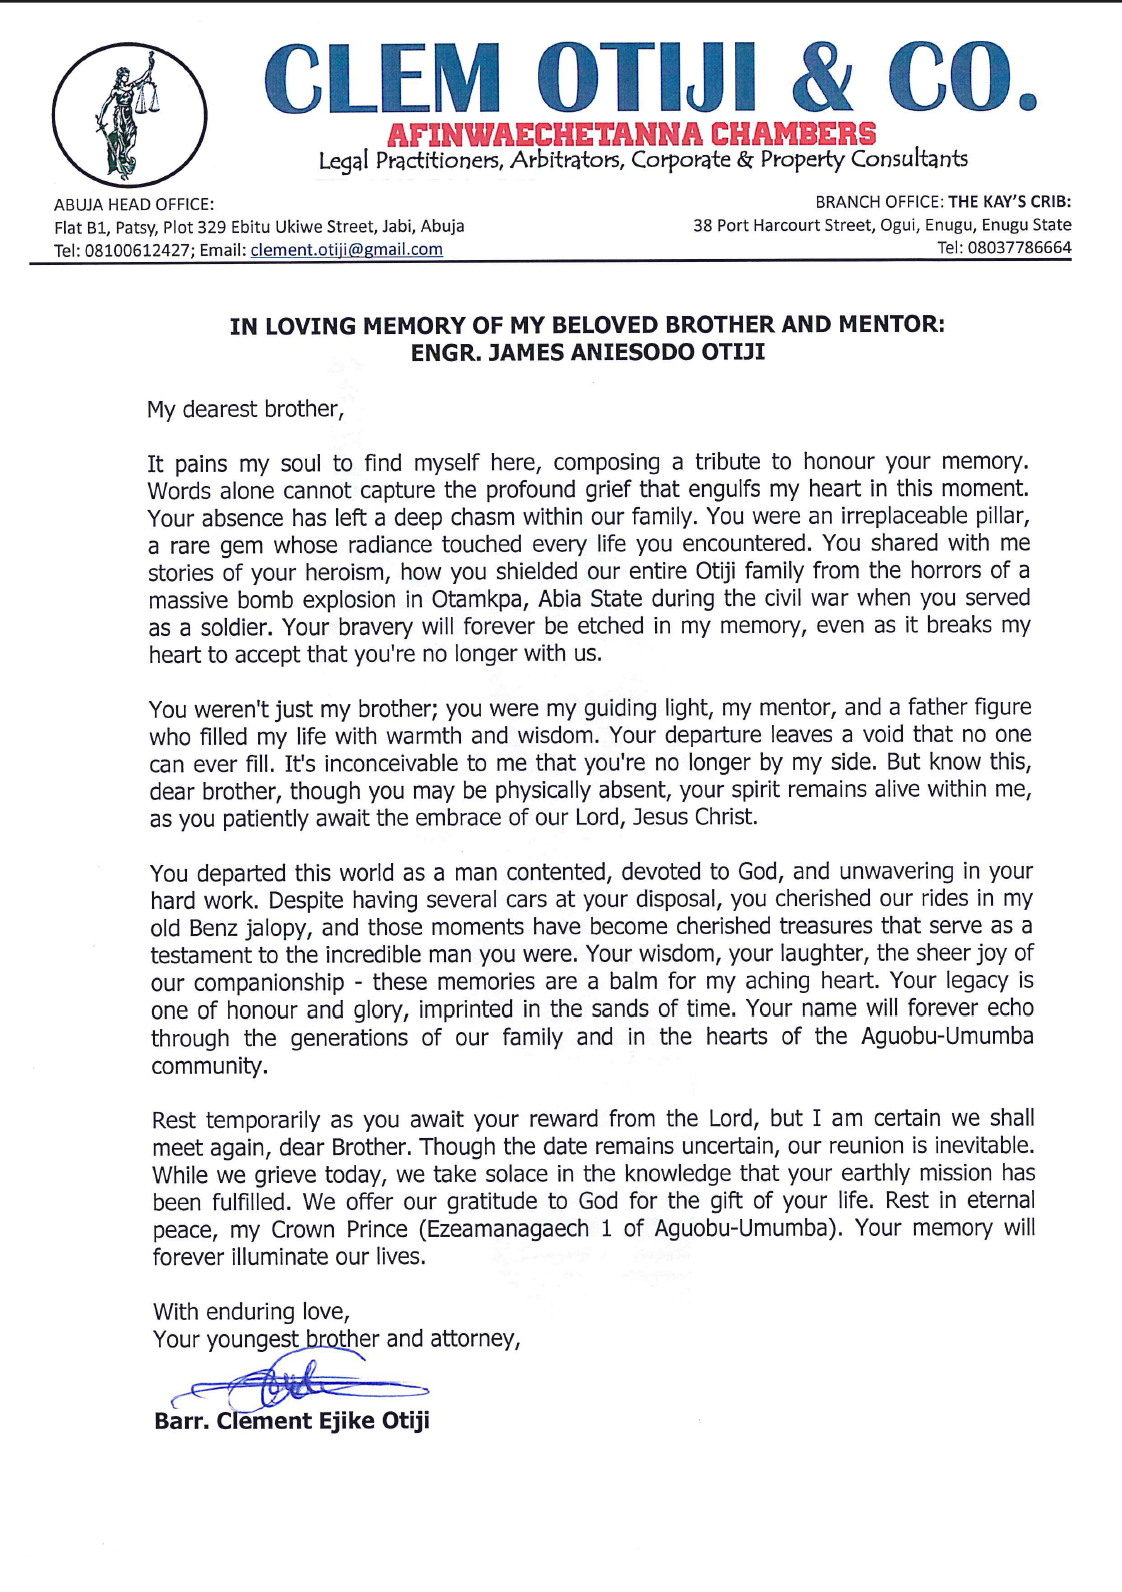 CLEM OTIJI & CO.
AFINWAECHETANNA CHAMBERS
Legal Practitioners, Arbitrators, Corporate & Property Consultants
ABUJA HEAD OFFICE:
Flat B1, Patsy, Plot 329 Ebitu Ukiwe Street, Jabi, Abuja
Tel: 08100612427; Email: clement.otiji@gmail.com
BRANCH OFFICE: THE KAY'S CRIB:
38 Port Harcourt Street, Ogui, Enugu, Enugu State
Tel: 08037786664
IN LOVING MEMORY OF MY BELOVED BROTHER AND MENTOR:
ENGR. JAMES ANIESODO OTIJI
My dearest brother,
It pains my soul to find myself here, composing a tribute to honour your memory.
Words alone cannot capture the profound grief that engulfs my heart in this moment.
Your absence has left a deep chasm within our family. You were an irreplaceable pillar,
a rare gem whose radiance touched every life you encountered. You shared with me
stories of your heroism, how you shielded our entire Otiji family from the horrors of a
massive bomb explosion in Otamkpa, Abia State during the civil war when you served
as a soldier. Your bravery will forever be etched in my memory, even as it breaks my
heart to accept that you're no longer with us.
You weren't just my brother; you were my guiding light, my mentor, and a father figure
who filled my life with warmth and wisdom. Your departure leaves a void that no one
can ever fill. It's inconceivable to me that you're no longer by my side. But know this,
dear brother, though you may be physically absent, your spirit remains alive within me,
as you patiently await the embrace of our Lord, Jesus Christ.
You departed this world as a man contented, devoted to God, and unwavering in your
hard work. Despite having several cars at your disposal, you cherished our rides in my
old Benz jalopy, and those moments have become cherished treasures that serve as a
testament to the incredible man you were. Your wisdom, your laughter, the sheer joy of
our companionship - these memories are a balm for my aching heart. Your legacy is
one of honour and glory, imprinted in the sands of time. Your name will forever echo
through the generations of our family and in the hearts of the Aguobu-Umumba
community.
Rest temporarily as you await your reward from the Lord, but I am certain we shall
meet again, dear Brother. Though the date remains uncertain, our reunion is inevitable.
While we grieve today, we take solace in the knowledge that your earthly mission has
been fulfilled. We offer our gratitude to God for the gift of your life. Rest in eternal
peace, my Crown Prince (Ezeamanagaech 1 of Aguobu-Umumba). Your memory will
forever illuminate our lives.
With enduring love,
Your youngest brother and attorney,
Barr. Clement Ejike Otiji